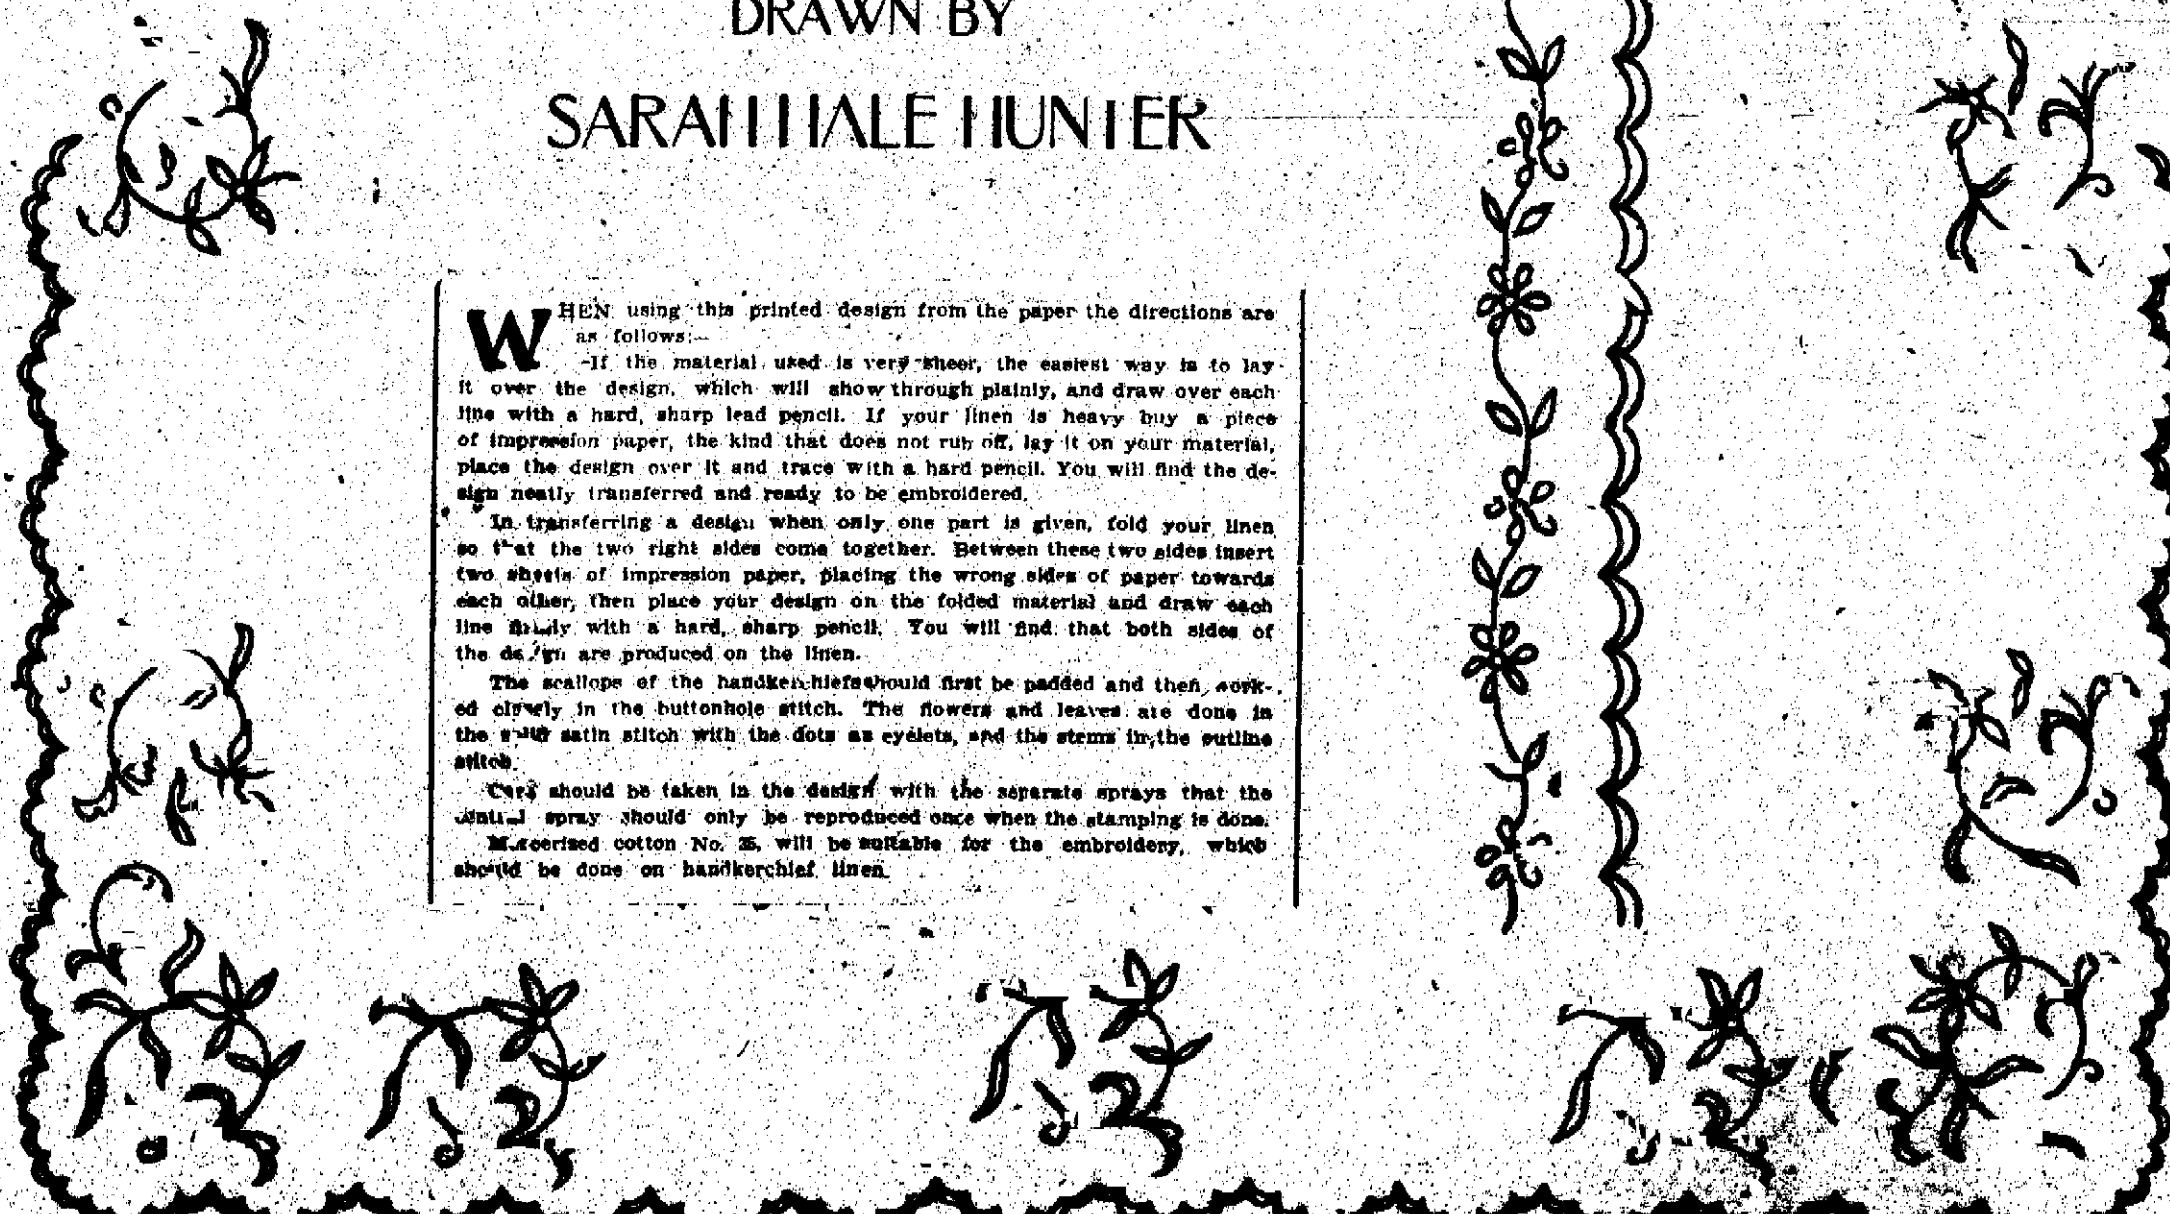 DRAWN BY
SARAH HALE HUNTER
WHEN using this printed design from the paper the directions are
as follows:—
If the material used is very sheer, the easiest way is to lay
it over the design, which will show through plainly, and draw over each
line with a hard, sharp lead pencil. If your linen is heavy buy a piece
of impression paper, the kind that does not rub off, lay it on your material,
place the design over it and trace with a hard pencil. You will find the de-
sign neatly transferred and ready to be embroidered.
In transferring a design when only one part is given, fold your linen
so that the two right sides come together. Between these two sides insert
two sheets of impression paper, placing the wrong sides of paper towards
each other, then place your design on the folded material and draw each
line firmly with a hard, sharp pencil. You will find that both sides of
the design are produced on the linen.
The scallops of the handkerchiefs should first be padded and then work-
ed closely in the buttonhole stitch. The flowers and leaves are done in
the solid satin stitch with the dots as eyelets, and the stems in the outline
stitch.
Care should be taken in the design with the separate sprays that the
central spray should only be reproduced once when the stamping is done.
Mercerized cotton No. will be suitable for the embroidery, which
should be done on handkerchief linen.